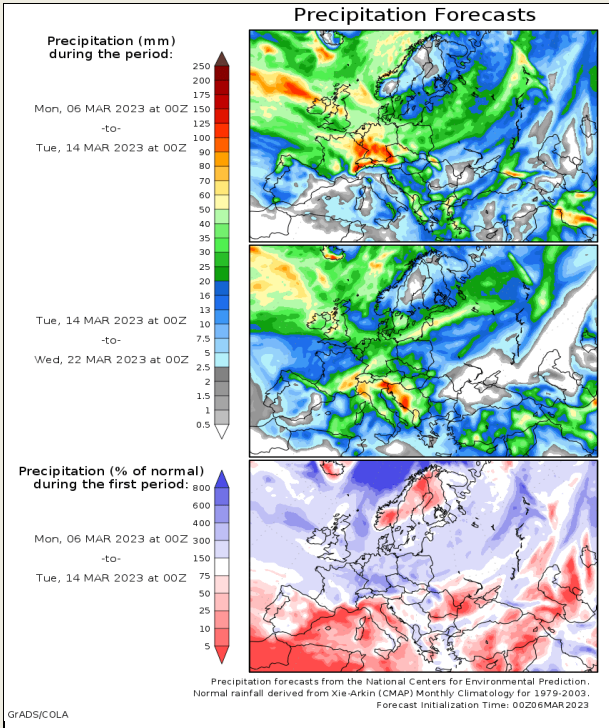 Precipitation Forecasts
Precipitation (mm)
during the period:
Mon, 06 MAR 2023 at 00Z
-to-
Tue, 14 MAR 2023 at 00Z
250
200
175
150
125
100
90
80
70
60
50
40
35
30
25
20
16
13
10
7.5
5
2.5
2
1.5
1
0.5
Tue, 14 MAR 2023 at 00Z
-to-
Wed, 22 MAR 2023 at 00Z
Precipitation (% of normal)
during the first period:
Mon, 06 MAR 2023 at 00Z
-to-
Tue, 14 MAR 2023 at 00Z
800
600
400
300
150
75
50
25
10
5
Precipitation forecasts from the National Centers for Environmental Prediction.
Normal rainfall derived from Xie-Arkin (CMAP) Monthly Climatology for 1979-2003.
Forecast Initialization Time: 00Z06MAR2023
GrADS/COLA